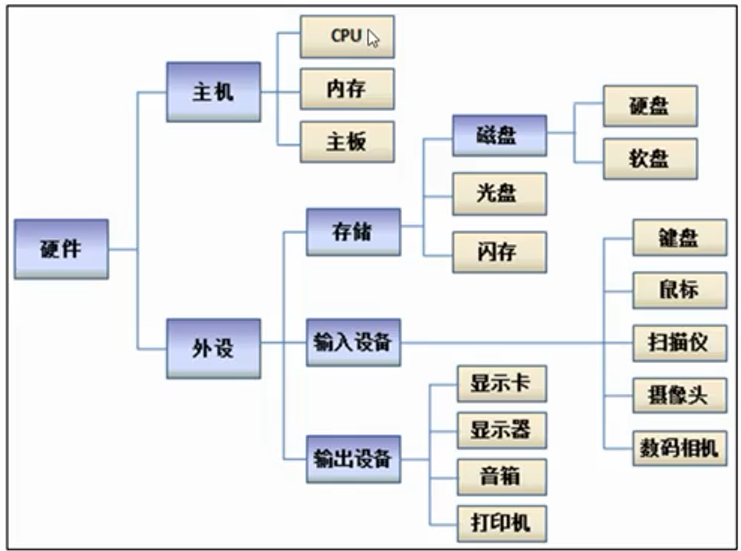 硬件
主机
CPU
内存
主板
外设
存储
磁盘
硬盘
软盘
光盘
闪存
输入设备
键盘
鼠标
扫描仪
摄像头
数码相机
输出设备
显示卡
显示器
音箱
打印机